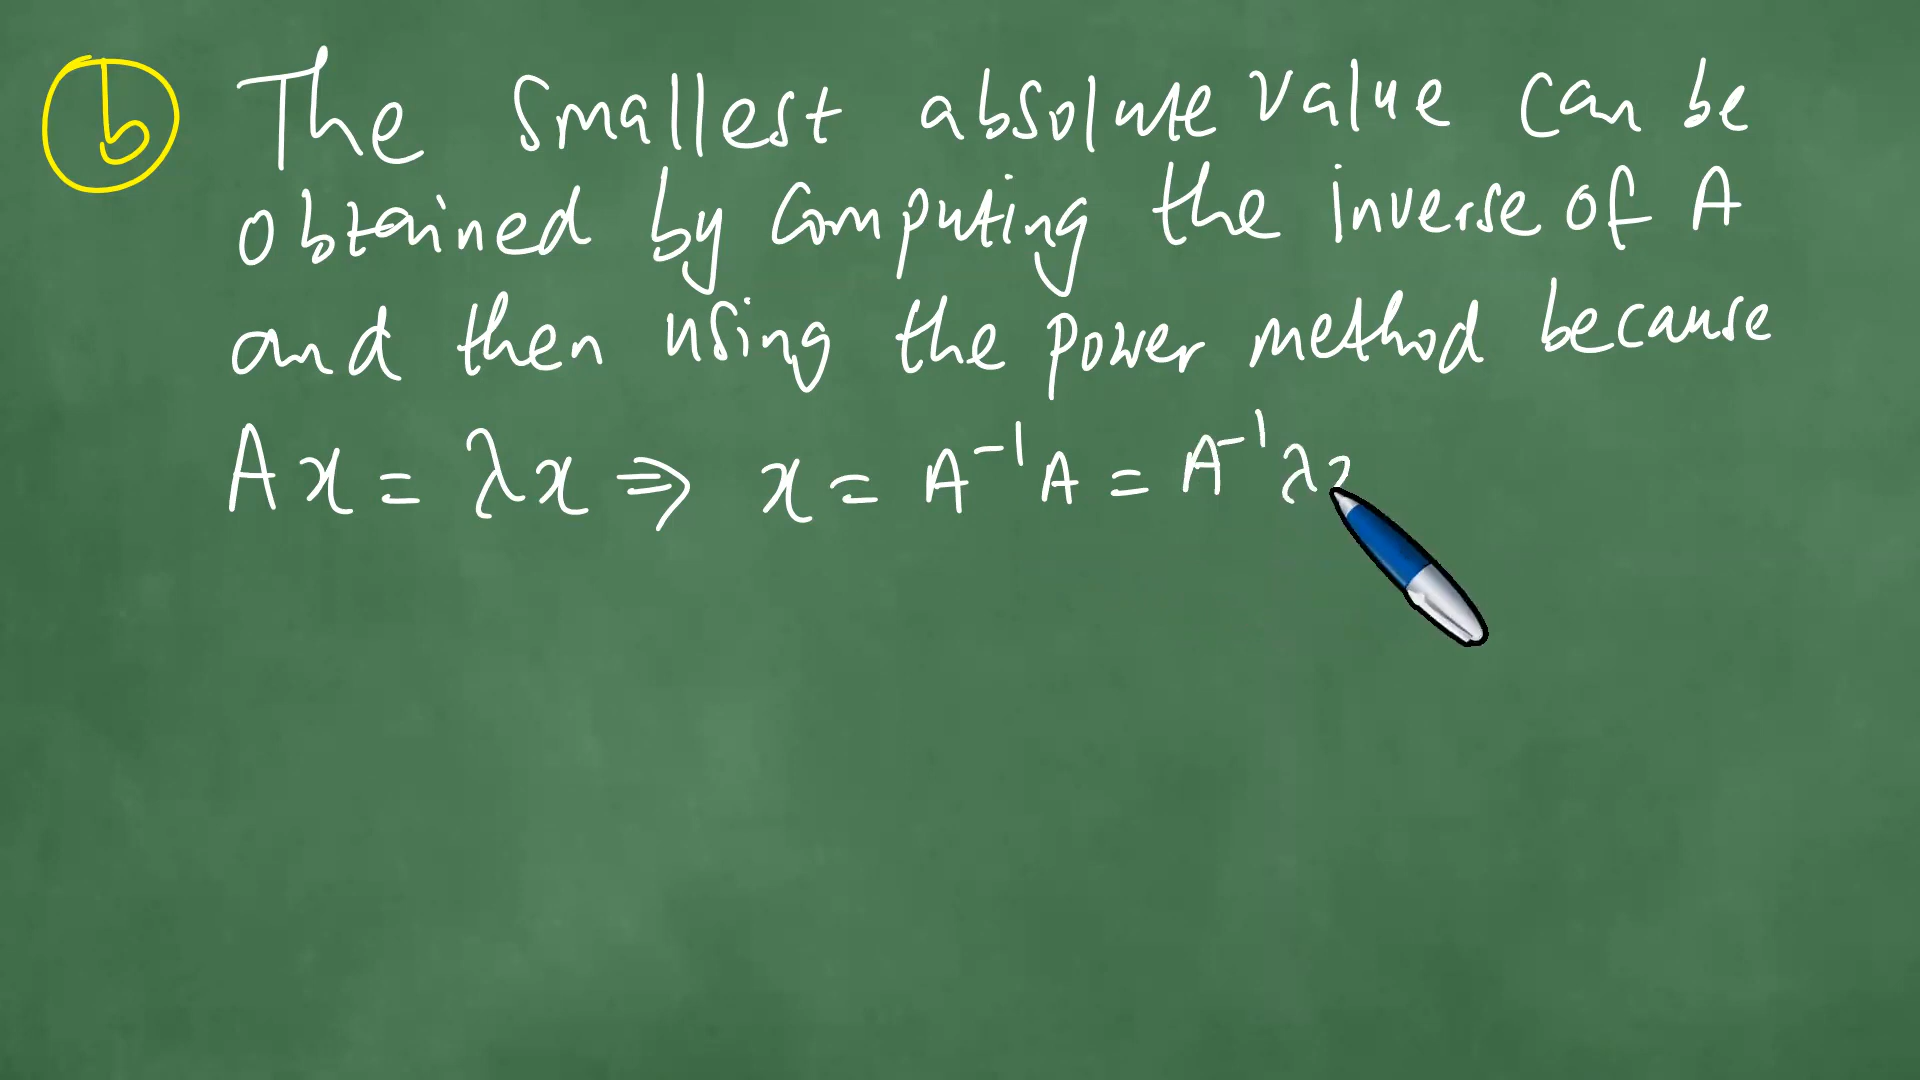 b The smallest absolute value can be
obtained by computing the inverse of A
and then using the power method because
Ax = λx ⇒ x = A⁻¹A = A⁻¹λ